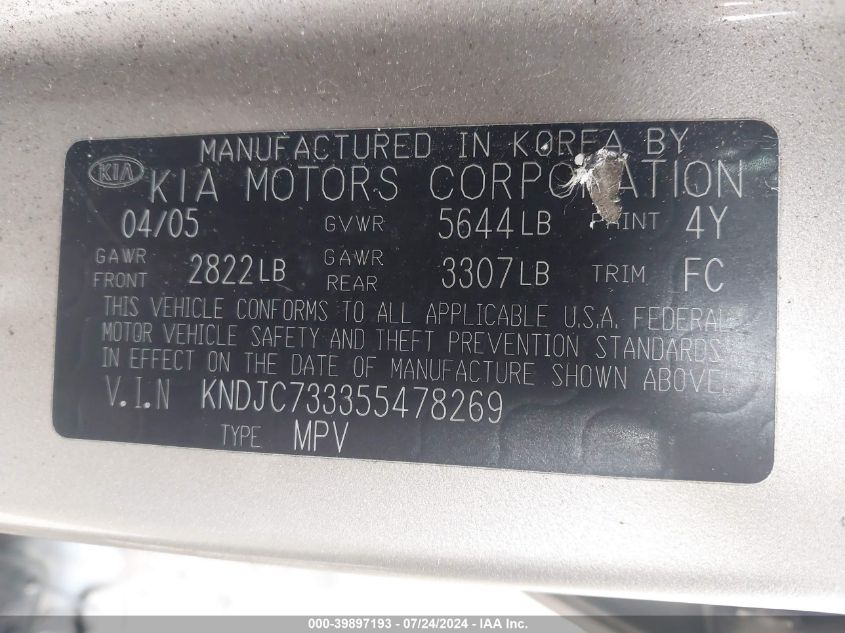 MANUFACTURED IN KOREA BY
KIA KIA MOTORS CORPORATION
04/05 GVWR 5644LB PAINT 4Y
GAWR FRONT 2822LB GAWR REAR 3307LB TRIM FC
THIS VEHICLE CONFORMS TO ALL APPLICABLE U.S.A. FEDERAL
MOTOR VEHICLE SAFETY AND THEFT PREVENTION STANDARDS
IN EFFECT ON THE DATE OF MANUFACTURE SHOWN ABOVE.
V.I.N KNDJC733355478269
TYPE MPV
000-39897193 - 07/24/2024 - IAA Inc.